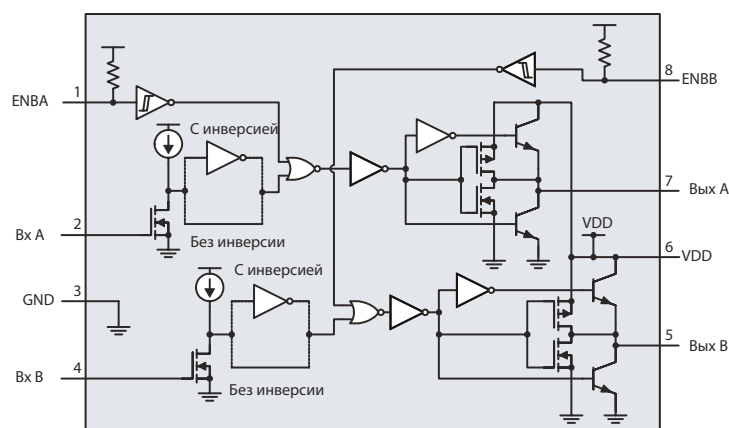 1
ENBA
С инверсией
8
ENBB
7
Вых A
2
Вх A
Без инверсии
VDD
6
VDD
3
GND
С инверсией
5
Вых B
4
Вх B
Без инверсии